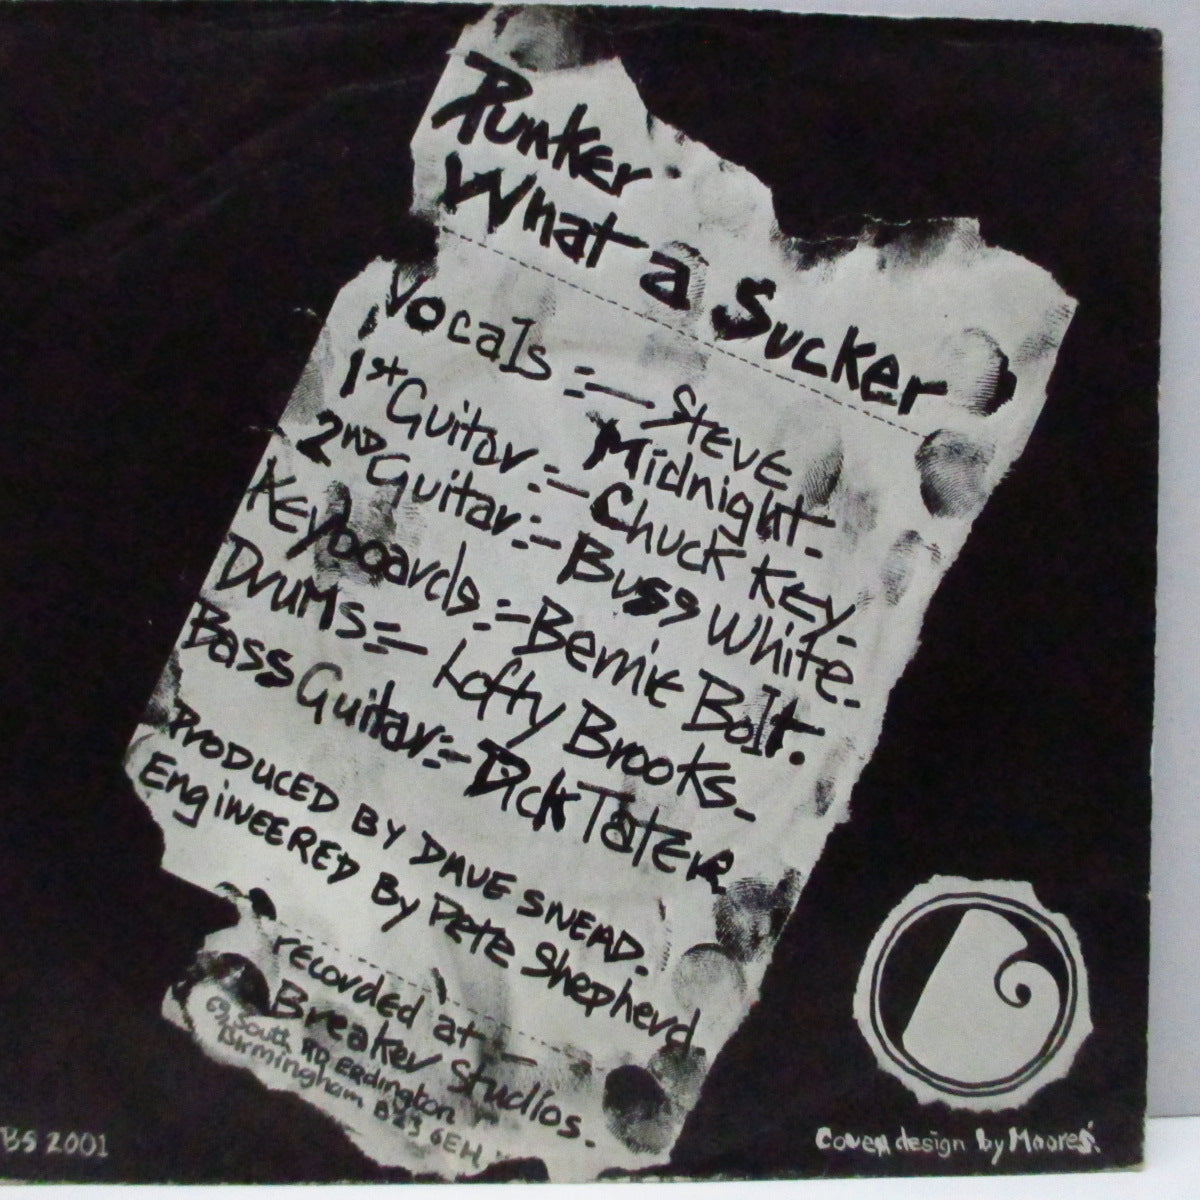 Punker
What a Sucker
Vocals :— Steve Midnight-
1st Guitar :— Chuck Key-
2nd Guitar :— Buss White-
Keyboards :— Bernie Bolt.
Drums :— Lofty Brooks-
Bass Guitar :- Dick Tater
Produced by Dave Snead.
Engineered by Pete Shepherd
recorded at —
Breaker Studios.-
69, South Rd Erdington
Birmingham B23 6EH
BS 2001
Cover design by Moores'.